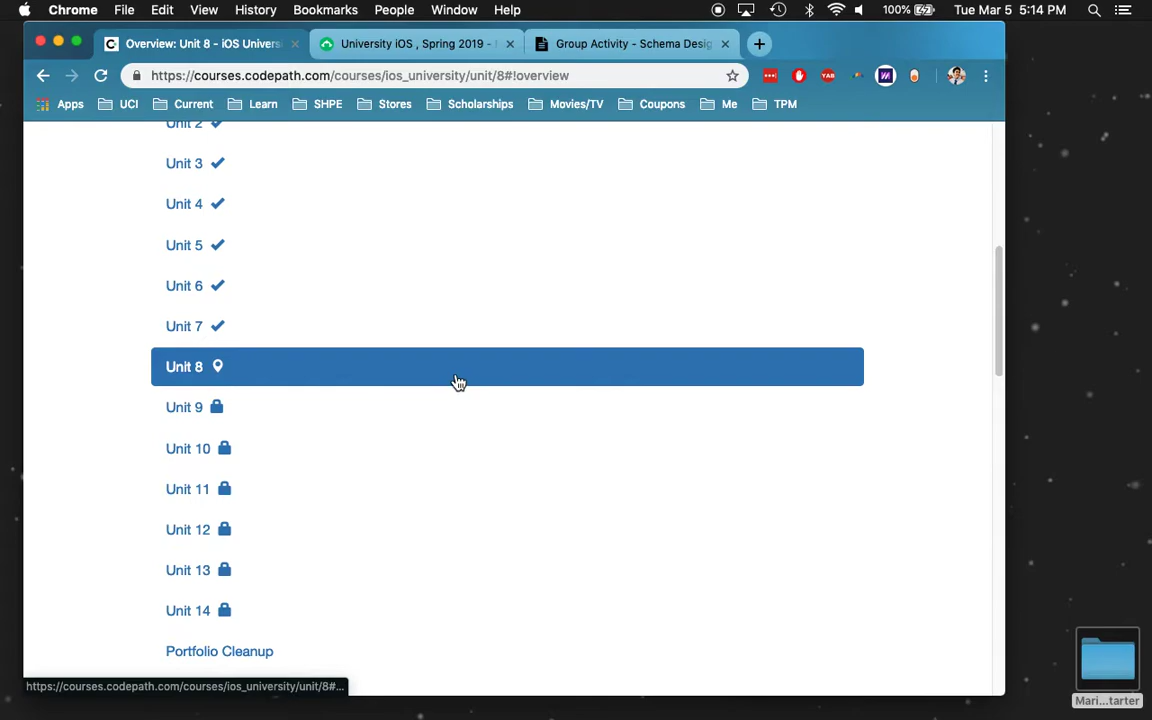 Chrome File Edit View History Bookmarks People Window Help 100% Tue Mar 5 5:14 PM
Overview: Unit 8 - iOS Univers University iOS , Spring 2019 - Group Activity - Schema Desig
https://courses.codepath.com/courses/ios_university/unit/8#!overview
Apps UCI Current Learn SHPE Stores Scholarships Movies/TV Coupons Me TPM
Unit 2
Unit 3
Unit 4
Unit 5
Unit 6
Unit 7
Unit 8
Unit 9
Unit 10
Unit 11
Unit 12
Unit 13
Unit 14
Portfolio Cleanup
https://courses.codepath.com/courses/ios_university/unit/8#...
Mari...tarter